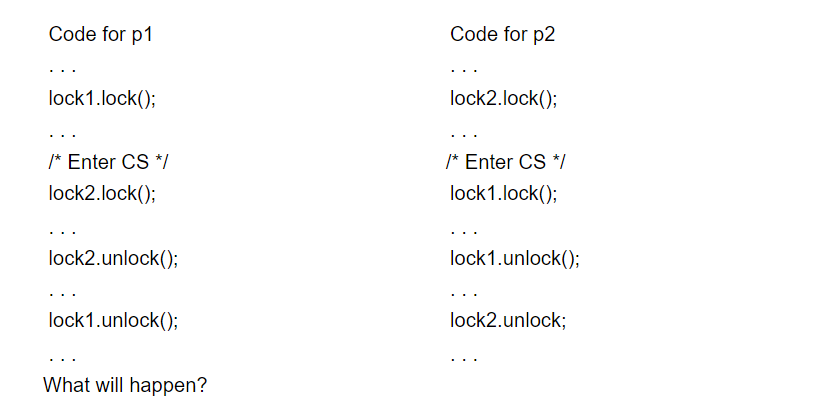 Code for p1
. . .
lock1.lock();
. . .
/* Enter CS */
lock2.lock();
. . .
lock2.unlock();
. . .
lock1.unlock();
. . .
Code for p2
. . .
lock2.lock();
. . .
/* Enter CS */
lock1.lock();
. . .
lock1.unlock();
. . .
lock2.unlock;
. . .
What will happen?